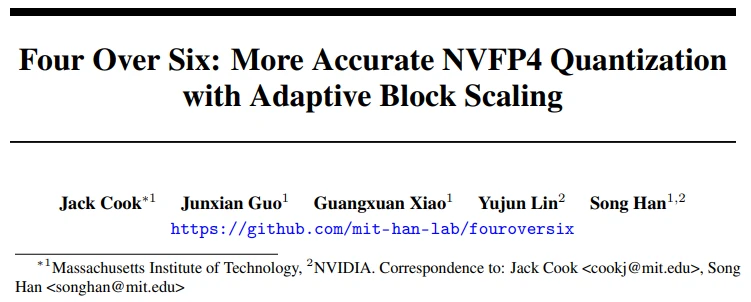 Four Over Six: More Accurate NVFP4 Quantization
with Adaptive Block Scaling
Jack Cook*1 Junxian Guo1 Guangxuan Xiao1 Yujun Lin2 Song Han1,2
https://github.com/mit-han-lab/fouroversix
*1Massachusetts Institute of Technology, 2NVIDIA. Correspondence to: Jack Cook <cookj@mit.edu>, Song
Han <songhan@mit.edu>